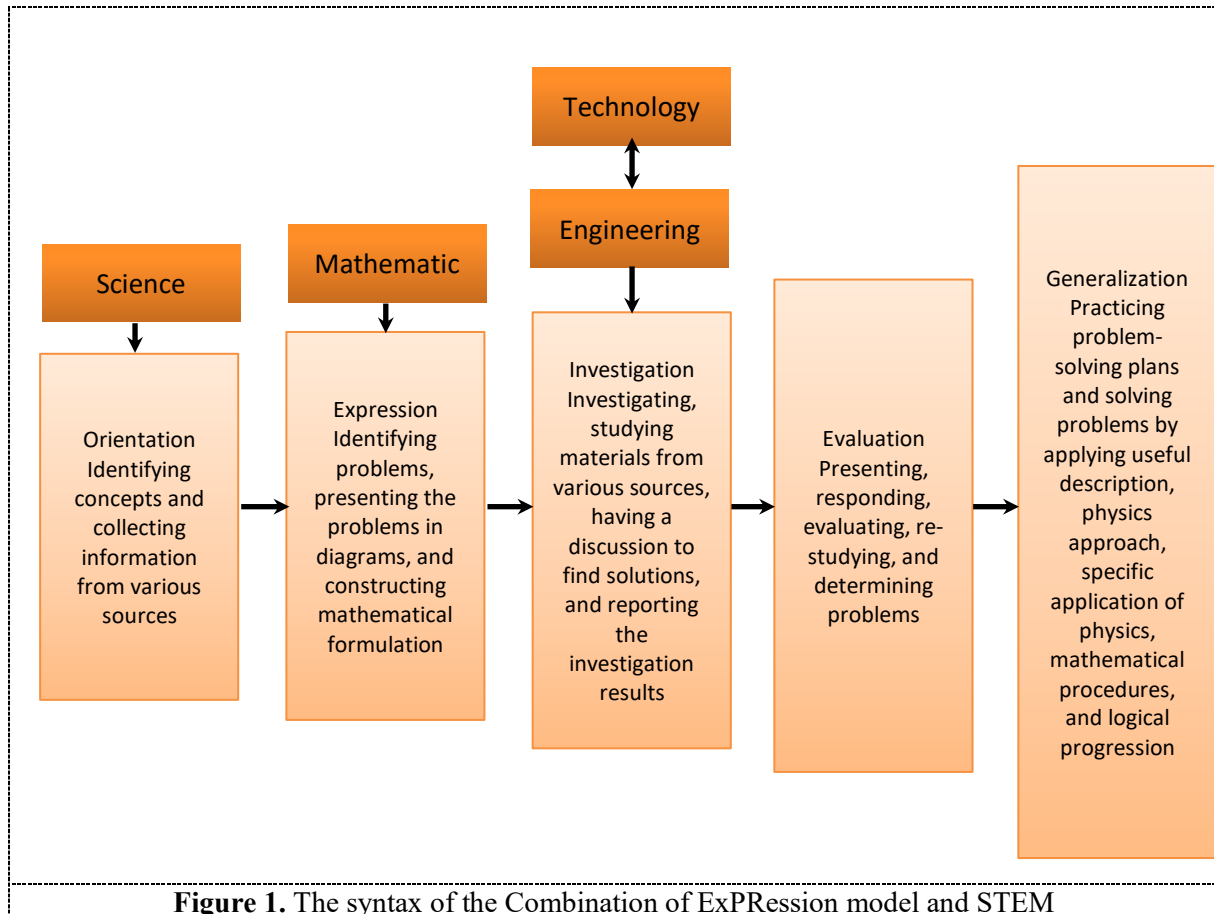 Technology
Engineering
Mathematic
Science
Orientation
Identifying
concepts and
collecting
information
from various
sources
Expression
Identifying
problems,
presenting the
problems in
diagrams, and
constructing
mathematical
formulation
Investigation
Investigating,
studying
materials from
various sources,
having a
discussion to
find solutions,
and reporting
the
investigation
results
Evaluation
Presenting,
responding,
evaluating, re-
studying, and
determining
problems
Generalization
Practicing
problem-
solving plans
and solving
problems by
applying useful
description,
physics
approach,
specific
application of
physics,
mathematical
procedures,
and logical
progression
Figure 1. The syntax of the Combination of ExPRession model and STEM